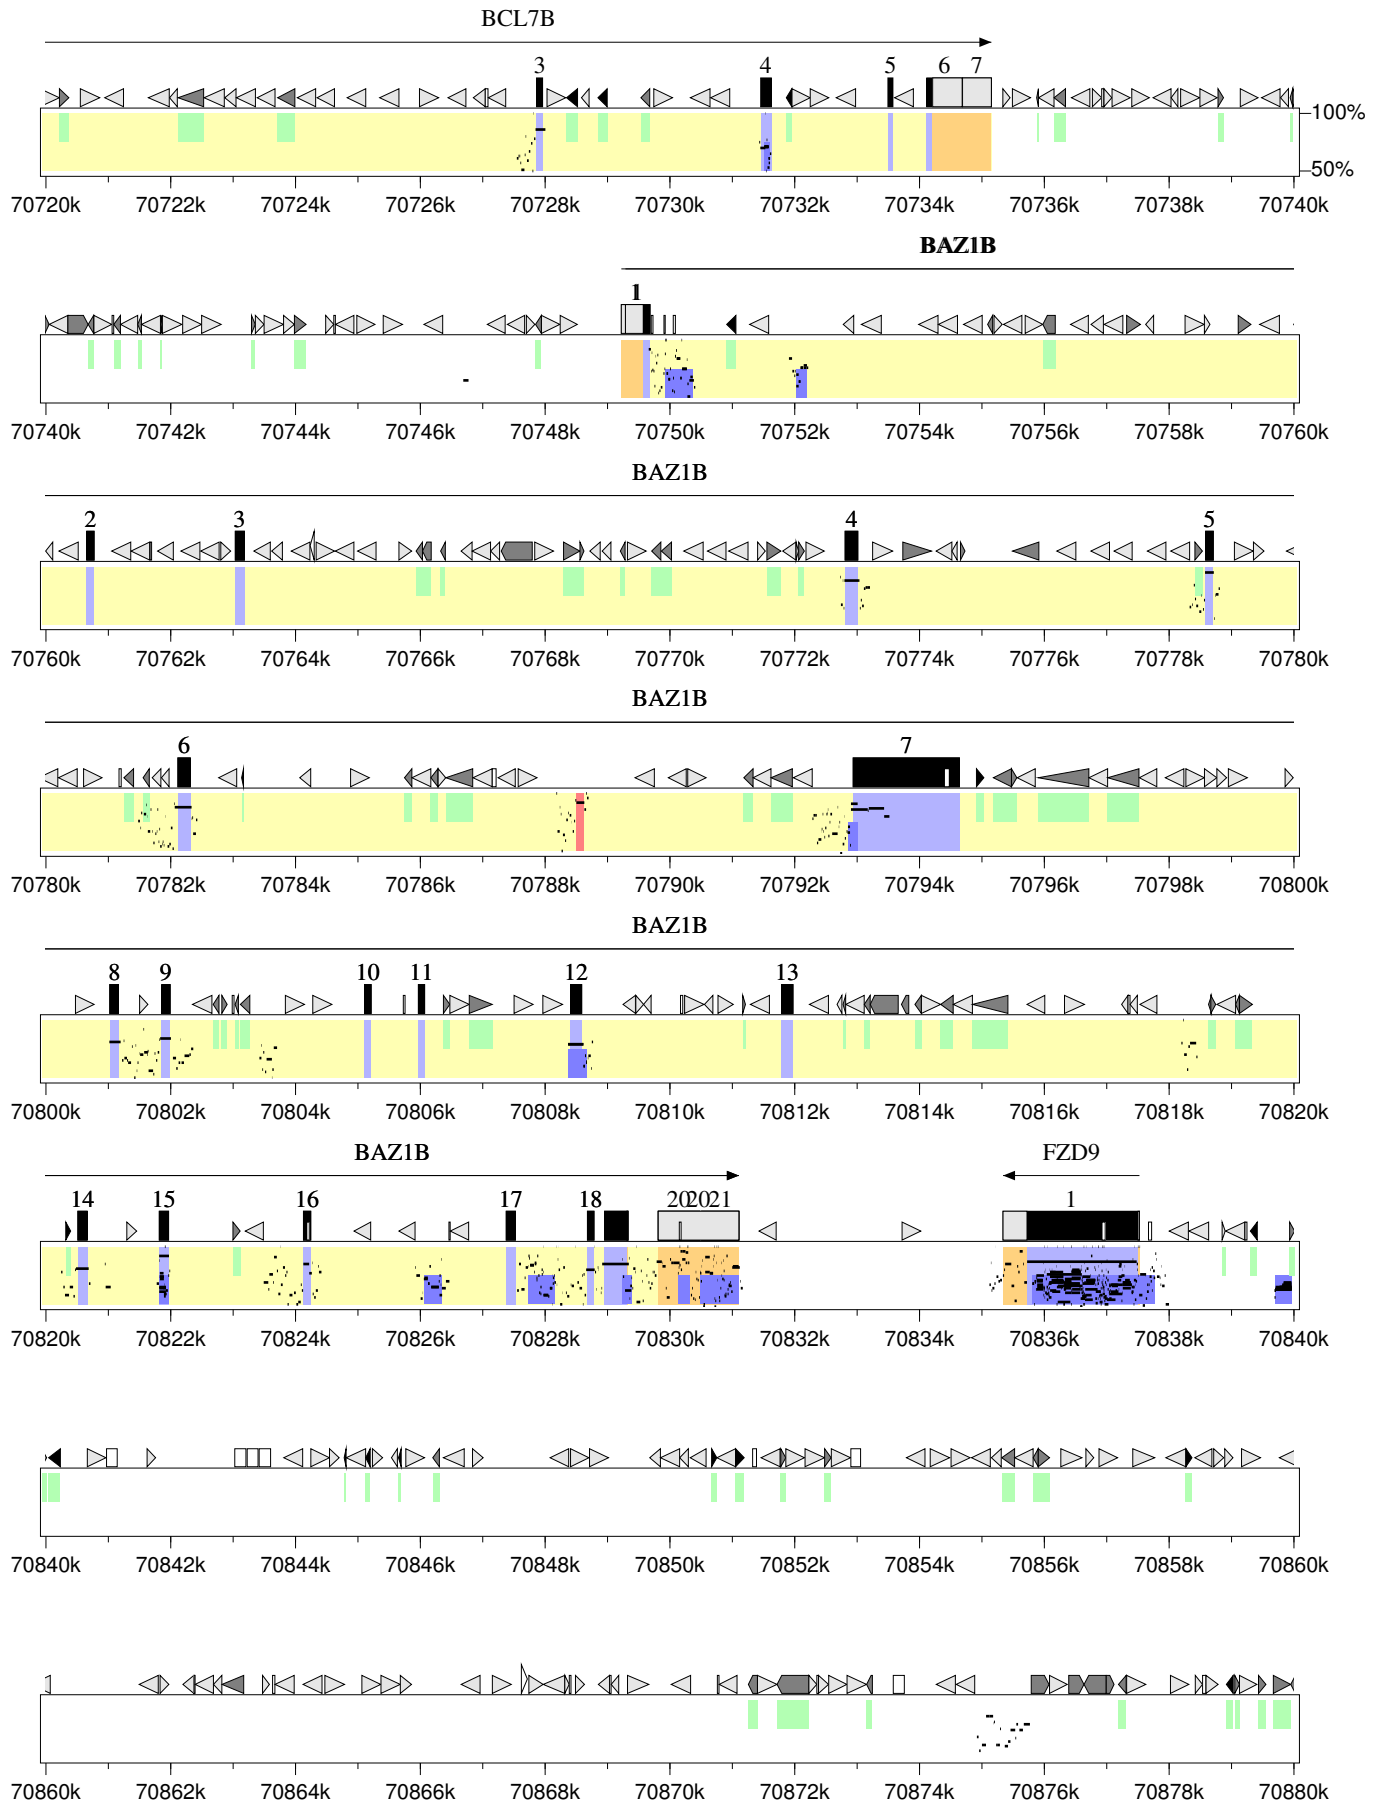 BCL7B
3 4 5 6 7
100%
50%
70720k 70722k 70724k 70726k 70728k 70730k 70732k 70734k 70736k 70738k 70740k
BAZ1B
1
70740k 70742k 70744k 70746k 70748k 70750k 70752k 70754k 70756k 70758k 70760k
BAZ1B
2 3 4 5
70760k 70762k 70764k 70766k 70768k 70770k 70772k 70774k 70776k 70778k 70780k
BAZ1B
6 7
70780k 70782k 70784k 70786k 70788k 70790k 70792k 70794k 70796k 70798k 70800k
BAZ1B
8 9 10 11 12 13
70800k 70802k 70804k 70806k 70808k 70810k 70812k 70814k 70816k 70818k 70820k
BAZ1B FZD9
14 15 16 17 18 20 20 21 1
70820k 70822k 70824k 70826k 70828k 70830k 70832k 70834k 70836k 70838k 70840k
70840k 70842k 70844k 70846k 70848k 70850k 70852k 70854k 70856k 70858k 70860k
70860k 70862k 70864k 70866k 70868k 70870k 70872k 70874k 70876k 70878k 70880k